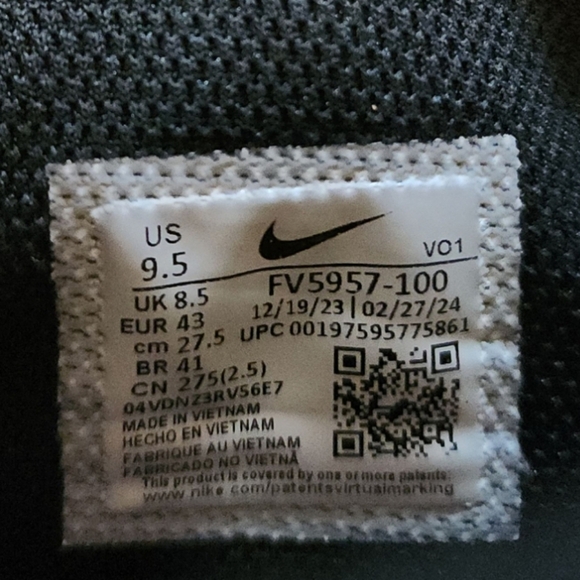 US
9.5
VO1
FV5957-100
UK 8.5
12/19/23 | 02/27/24
EUR 43
UPC 00197595775861
cm 27.5
BR 41
CN 275(2.5)
04VDNZ3RV56E7
MADE IN VIETNAM
HECHO EN VIETNAM
FABRIQUE AU VIETNAM
FABRICADO NO VIETNÃ
This product is covered by one or more patents:
www.nike.com/patentsvirtualmarking